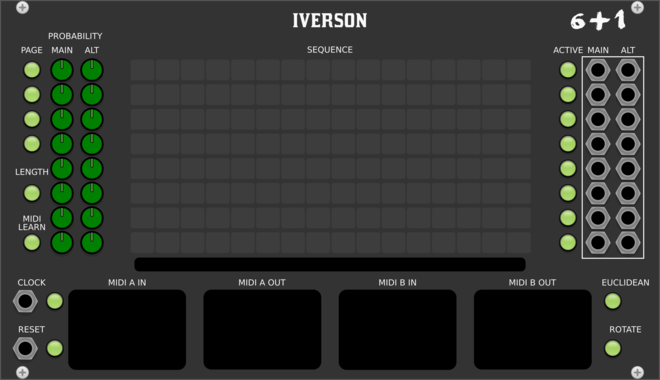 IVERSON
6+1
PROBABILITY
PAGE MAIN ALT
SEQUENCE
ACTIVE MAIN ALT
LENGTH
MIDI
LEARN
CLOCK
MIDI A IN
MIDI A OUT
MIDI B IN
MIDI B OUT
EUCLIDEAN
RESET
ROTATE